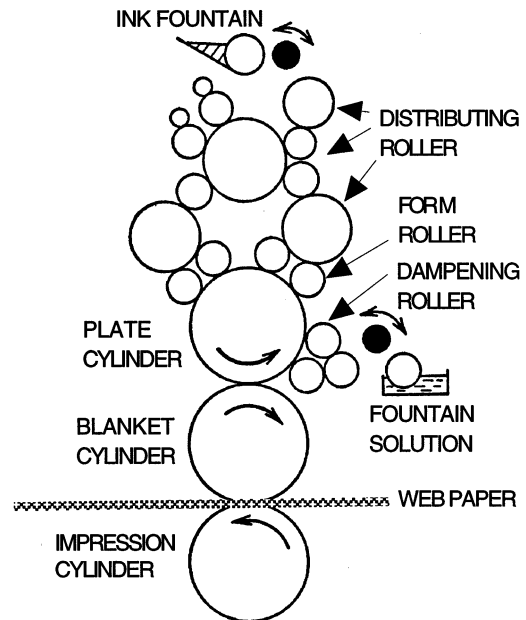 INK FOUNTAIN
DISTRIBUTING
ROLLER
FORM
ROLLER
DAMPENING
ROLLER
PLATE
CYLINDER
FOUNTAIN
SOLUTION
BLANKET
CYLINDER
WEB PAPER
IMPRESSION
CYLINDER